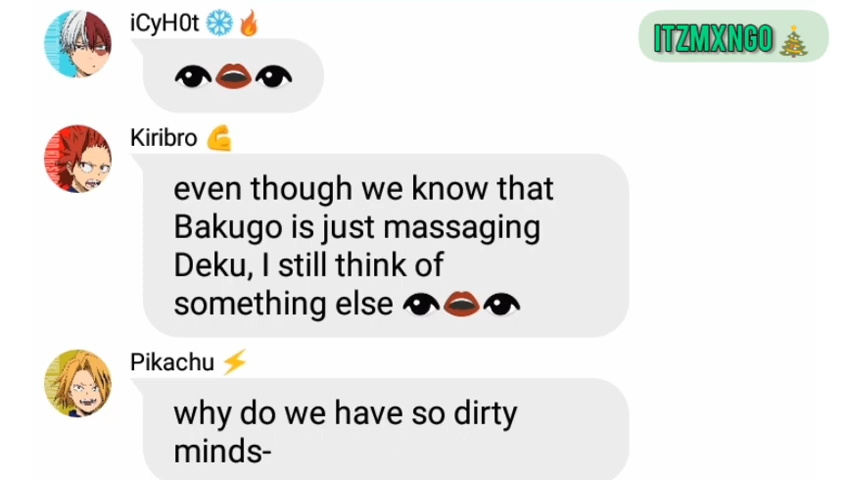 iCyH0t ❄️🔥
ITZMXNGO 🎄
👁👄👁
Kiribro 💪
even though we know that
Bakugo is just massaging
Deku, I still think of
something else 👁👄👁
Pikachu ⚡
why do we have so dirty
minds-